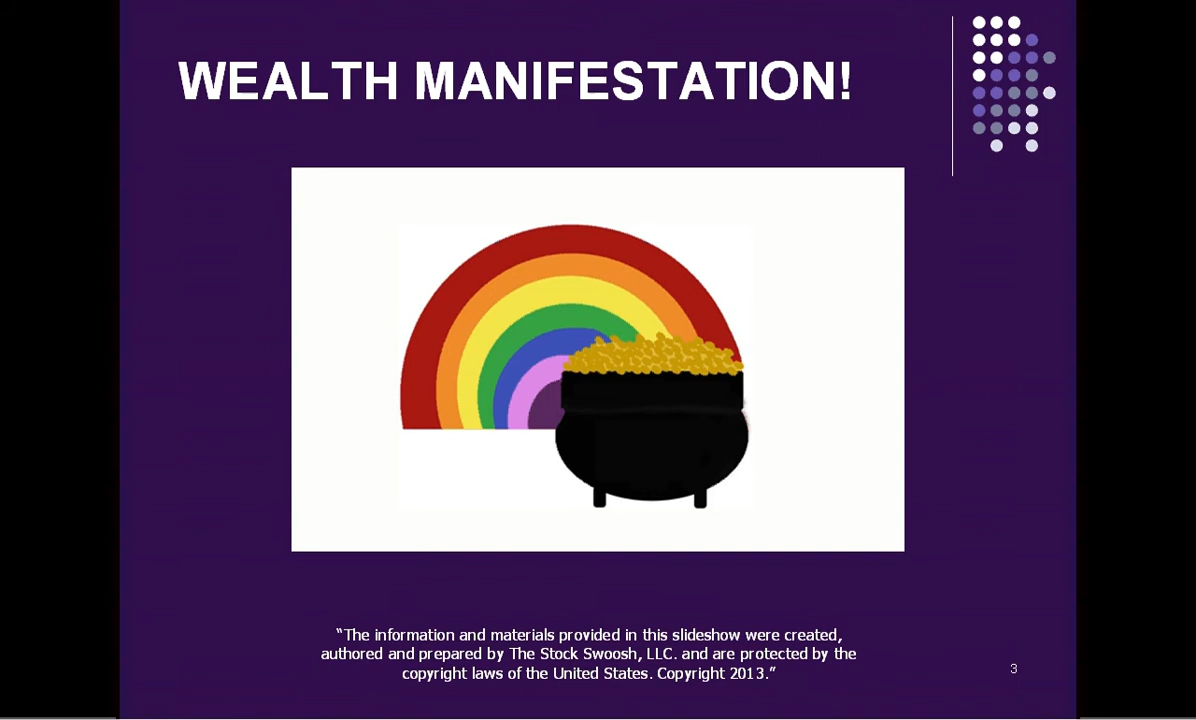 WEALTH MANIFESTATION!
“The information and materials provided in this slideshow were created,
authored and prepared by The Stock Swoosh, LLC. and are protected by the
copyright laws of the United States. Copyright 2013.”
3